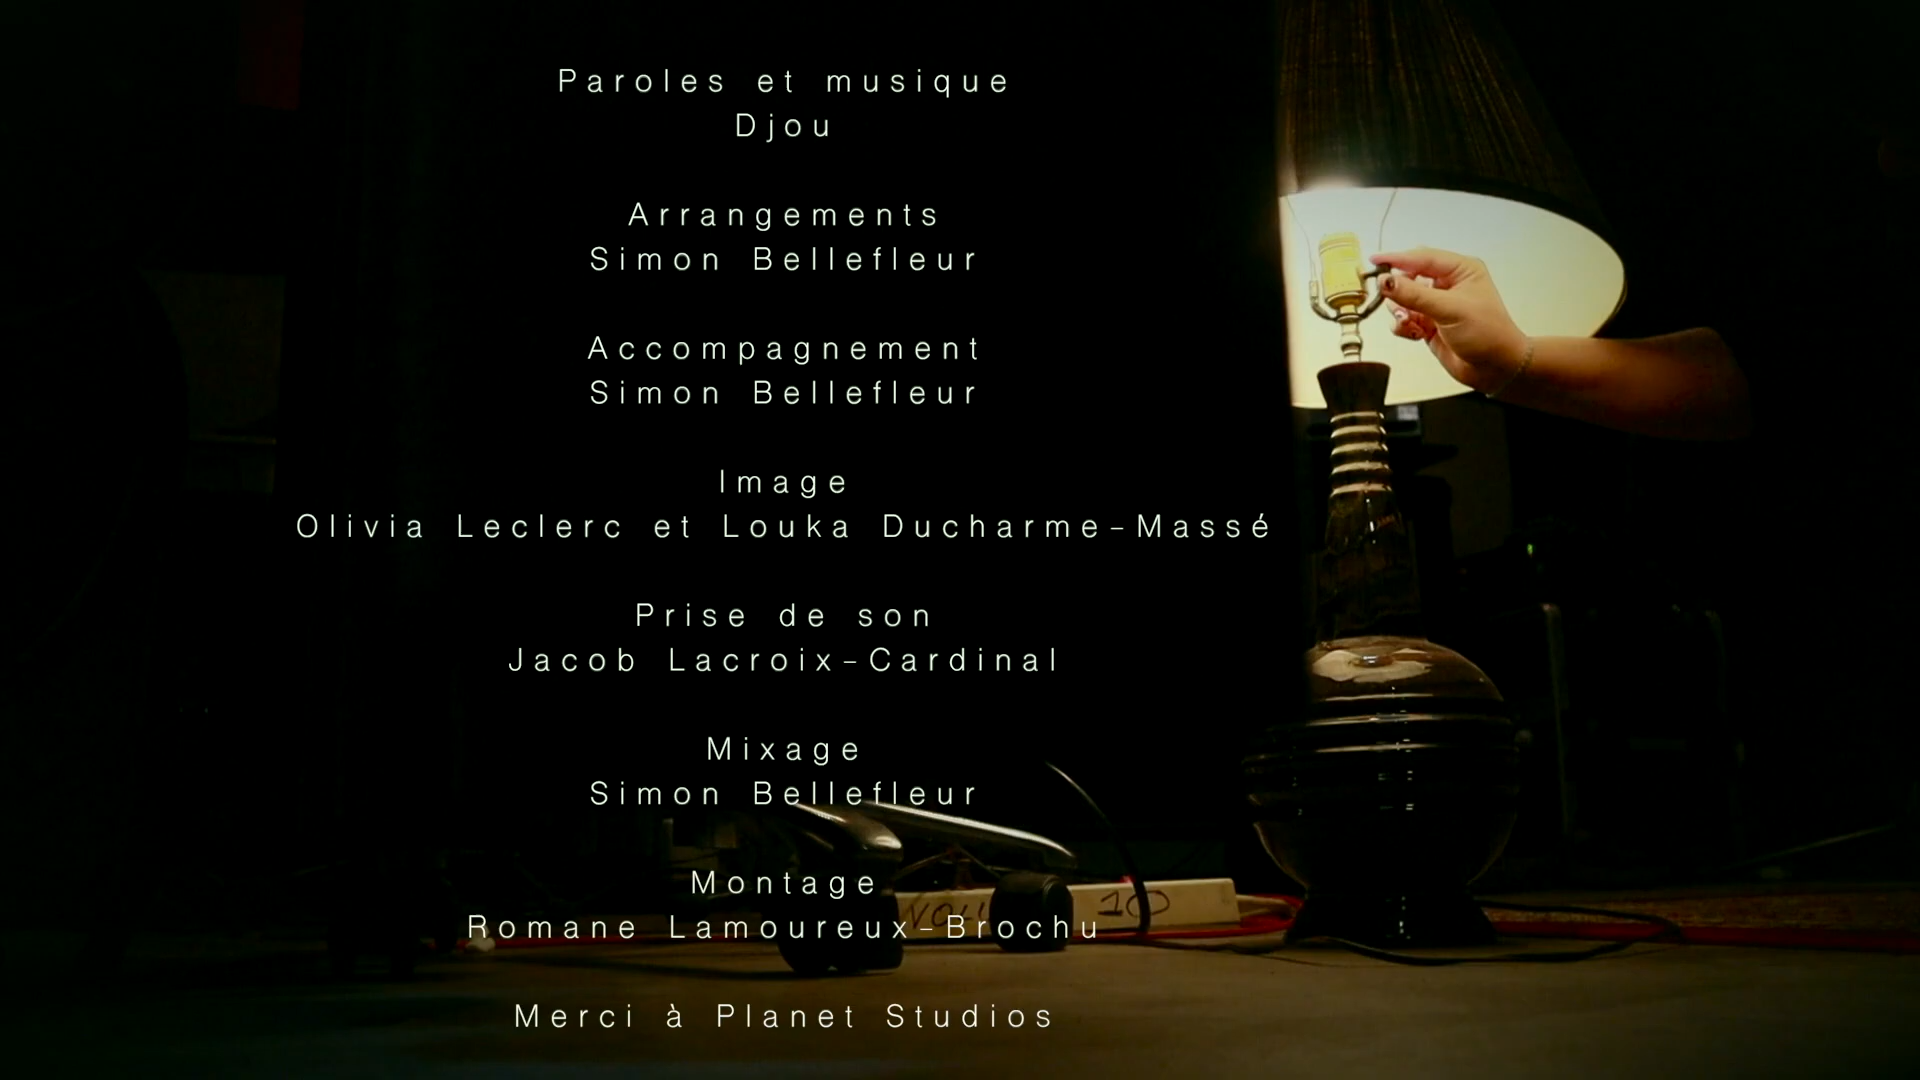 Paroles et musique
Djou
Arrangements
Simon Bellefleur
Accompagnement
Simon Bellefleur
Image
Olivia Leclerc et Louka Ducharme-Massé
Prise de son
Jacob Lacroix-Cardinal
Mixage
Simon Bellefleur
Montage
Romane Lamoureux-Brochu
10
Merci à Planet Studios